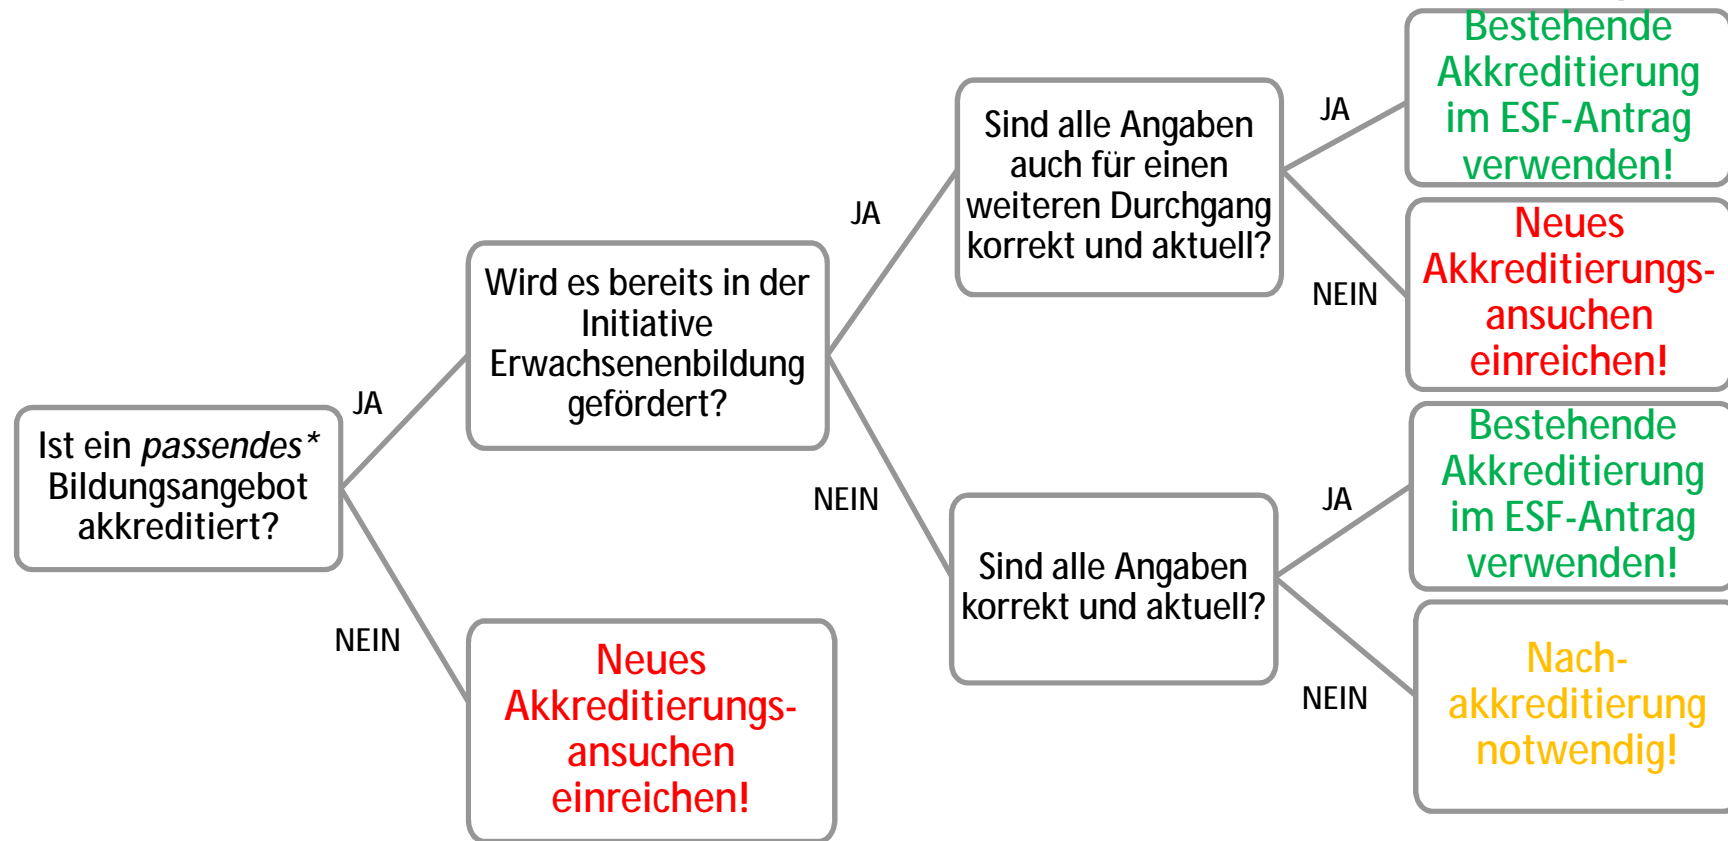 Ist ein passendes*
Bildungsangebot
akkreditiert?
JA
NEIN
Wird es bereits in der
Initiative
Erwachsenenbildung
gefördert?
Neues
Akkreditierungs-
ansuchen
einreichen!
JA
NEIN
Sind alle Angaben
auch für einen
weiteren Durchgang
korrekt und aktuell?
JA
NEIN
Sind alle Angaben
korrekt und aktuell?
JA
NEIN
Bestehende
Akkreditierung
im ESF-Antrag
verwenden!
Neues
Akkreditierungs-
ansuchen
einreichen!
Bestehende
Akkreditierung
im ESF-Antrag
verwenden!
Nach-
akkreditierung
notwendig!